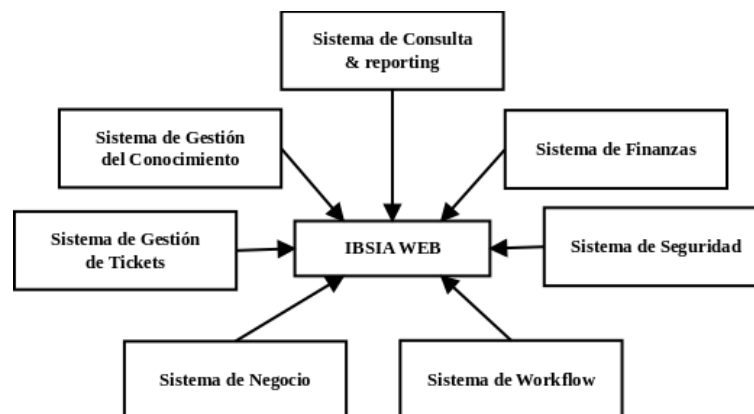 Sistema de Consulta
& reporting
Sistema de Gestión
del Conocimiento
Sistema de Finanzas
Sistema de Gestión
de Tickets
IBSIA WEB
Sistema de Seguridad
Sistema de Negocio
Sistema de Workflow